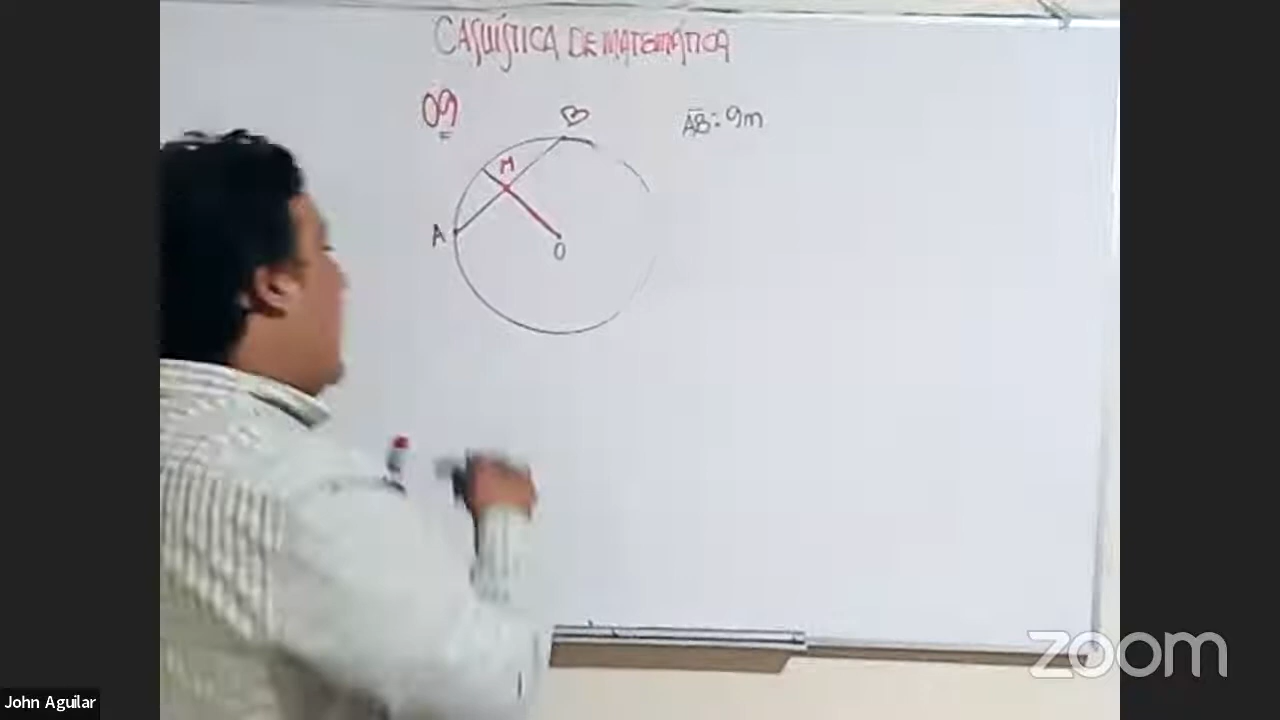 CASUÍSTICA DE MATEMÁTICA
09
B
AB = 9m
M
A
O
zoom
John Aguilar